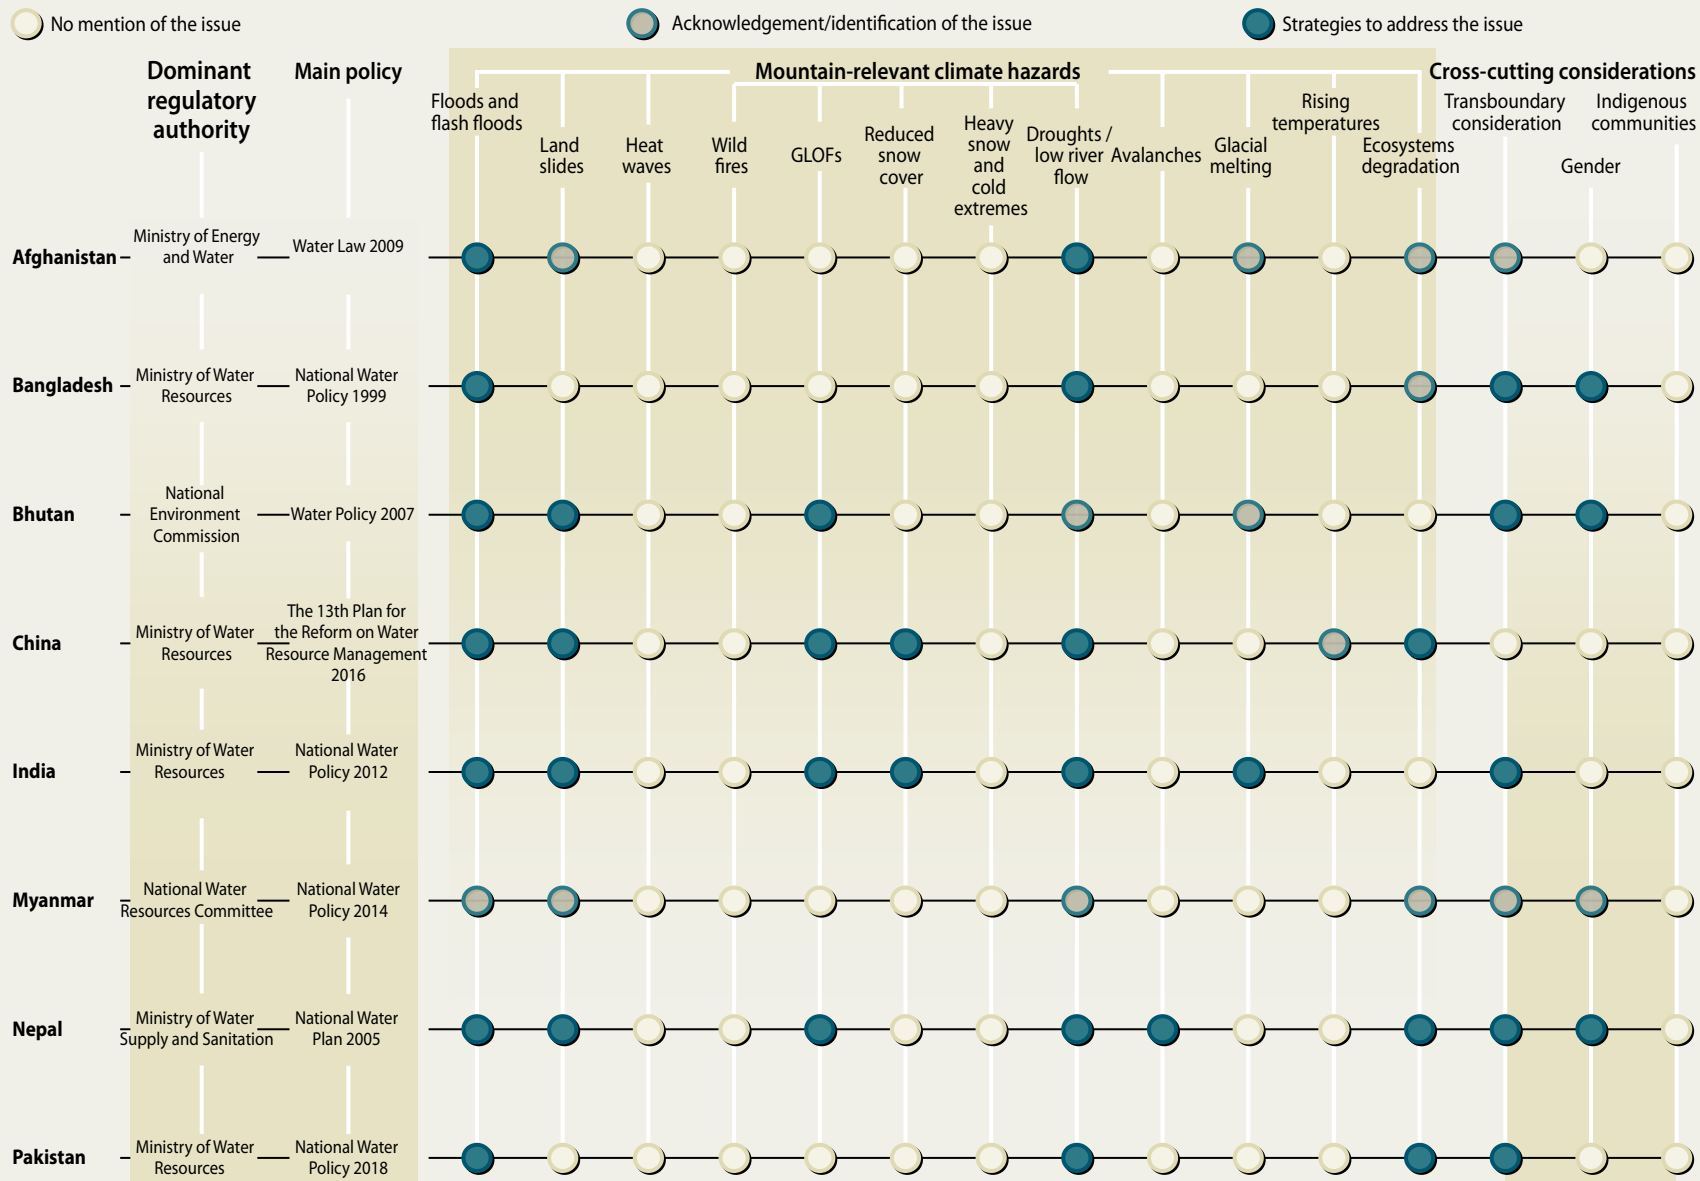 No mention of the issue
Acknowledgement/identification of the issue
Strategies to address the issue
Dominant
regulatory
authority
Main policy
Mountain-relevant climate hazards
Cross-cutting considerations
Floods and
flash floods
Land
slides
Heat
waves
Wild
fires
GLOFs
Reduced
snow
cover
Heavy
snow
and
cold
extremes
Droughts /
low river
flow
Avalanches
Glacial
melting
Rising
temperatures
Ecosystems
degradation
Transboundary
consideration
Gender
Indigenous
communities
Afghanistan
Ministry of Energy
and Water
Water Law 2009
Bangladesh
Ministry of Water
Resources
National Water
Policy 1999
Bhutan
National
Environment
Commission
Water Policy 2007
China
Ministry of Water
Resources
The 13th Plan for
the Reform on Water
Resource Management
2016
India
Ministry of Water
Resources
National Water
Policy 2012
Myanmar
National Water
Resources Committee
National Water
Policy 2014
Nepal
Ministry of Water
Supply and Sanitation
National Water
Plan 2005
Pakistan
Ministry of Water
Resources
National Water
Policy 2018